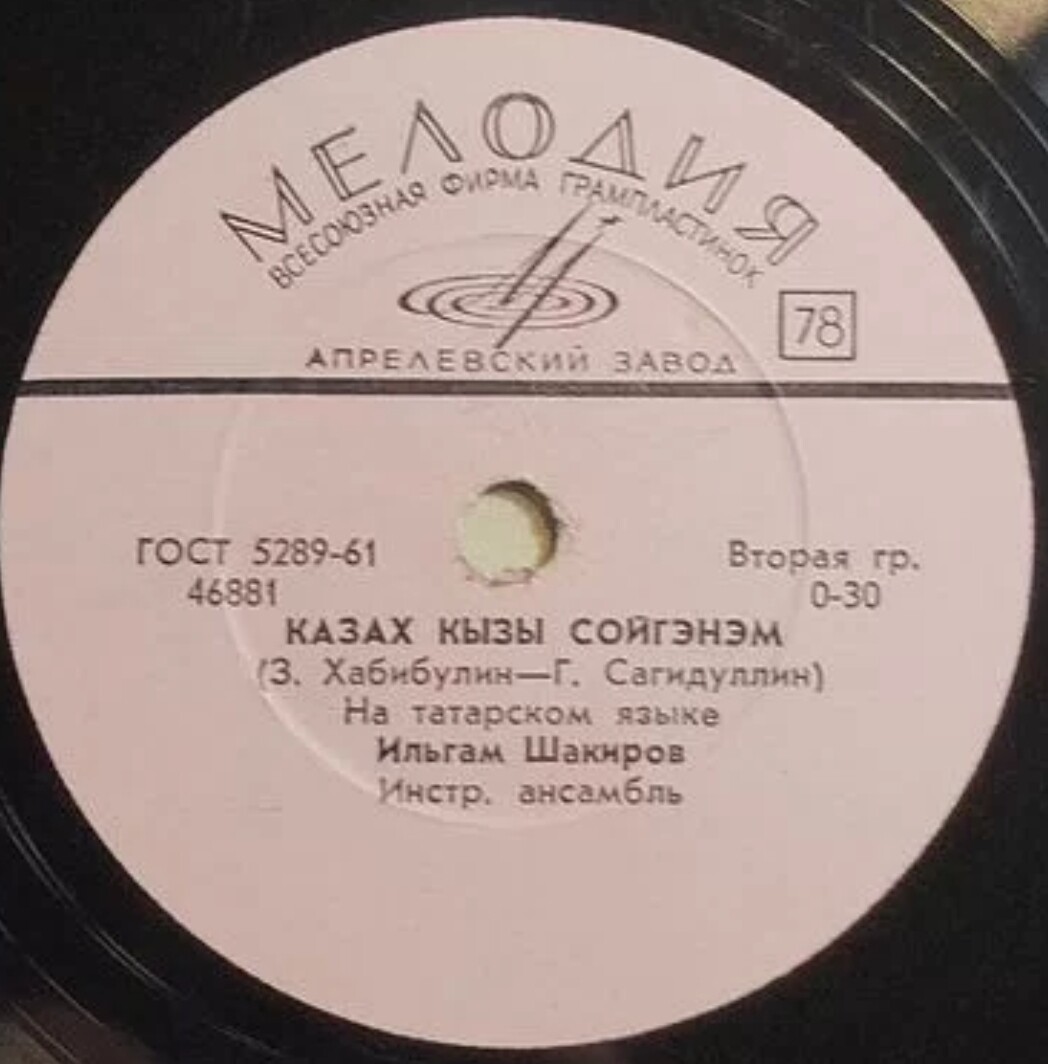 МЕЛОДИЯ
ВСЕСОЮЗНАЯ ФИРМА ГРАМПЛАСТИНОК
78
АПРЕЛЕВСКИЙ ЗАВОД
ГОСТ 5289-61
46881
Вторая гр.
0-30
КАЗАХ КЫЗЫ СОЙГЭНЭМ
(З. Хабибулин—Г. Сагидуллин)
На татарском языке
Ильгам Шакиров
Инстр. ансамбль